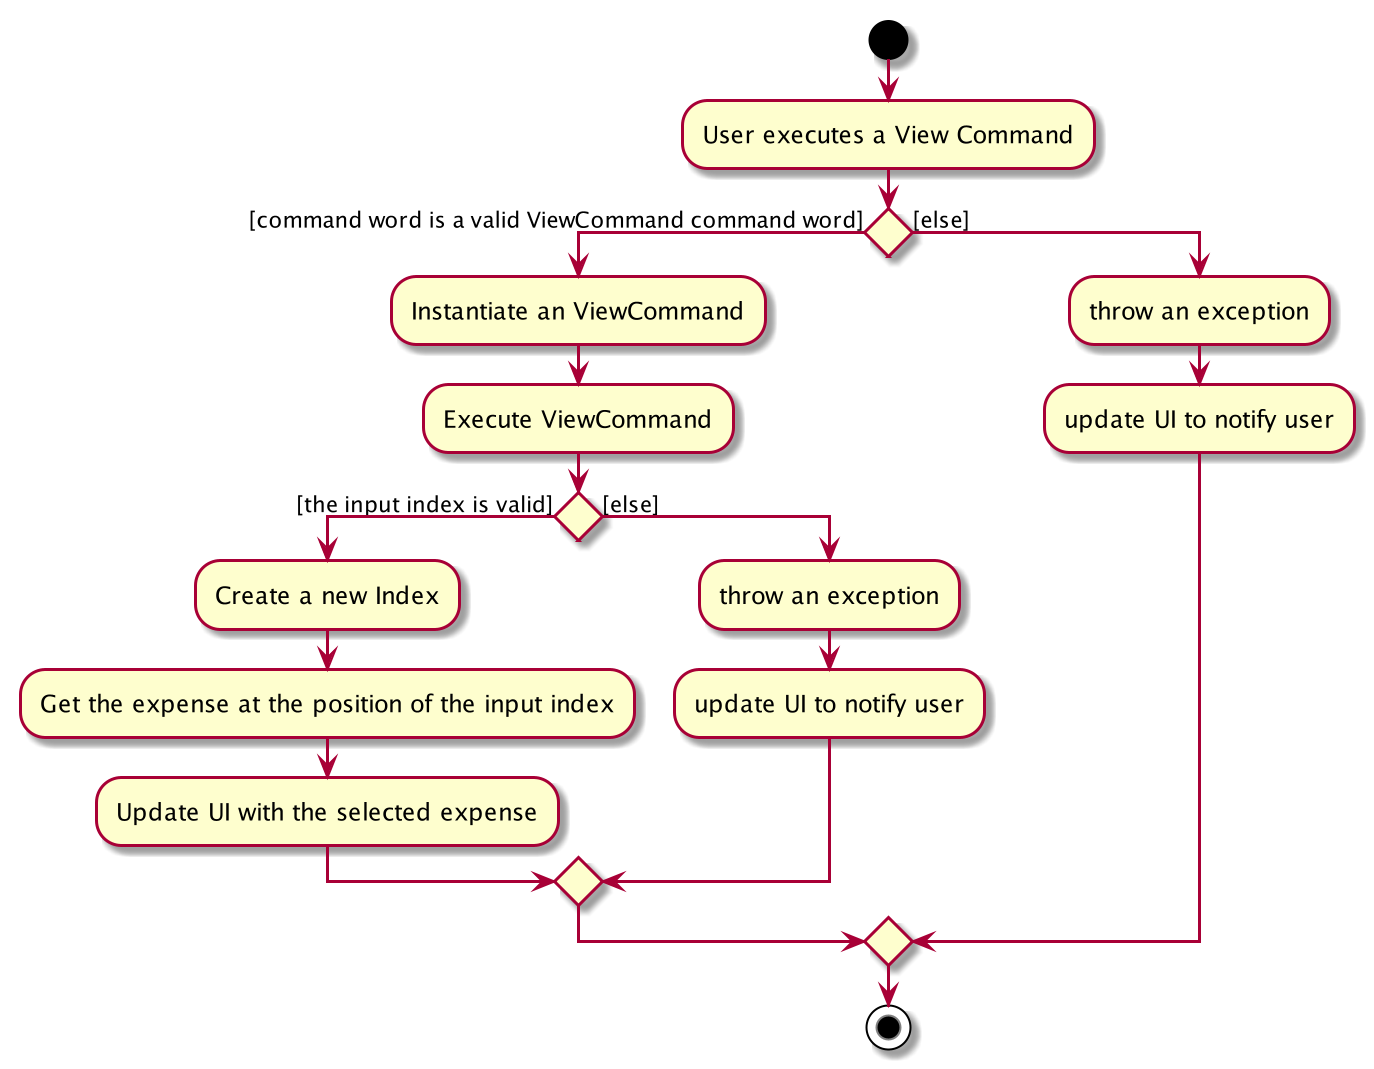 User executes a View Command
[command word is a valid ViewCommand command word]
[else]
Instantiate an ViewCommand
throw an exception
Execute ViewCommand
update UI to notify user
[the input index is valid]
[else]
Create a new Index
throw an exception
Get the expense at the position of the input index
update UI to notify user
Update UI with the selected expense